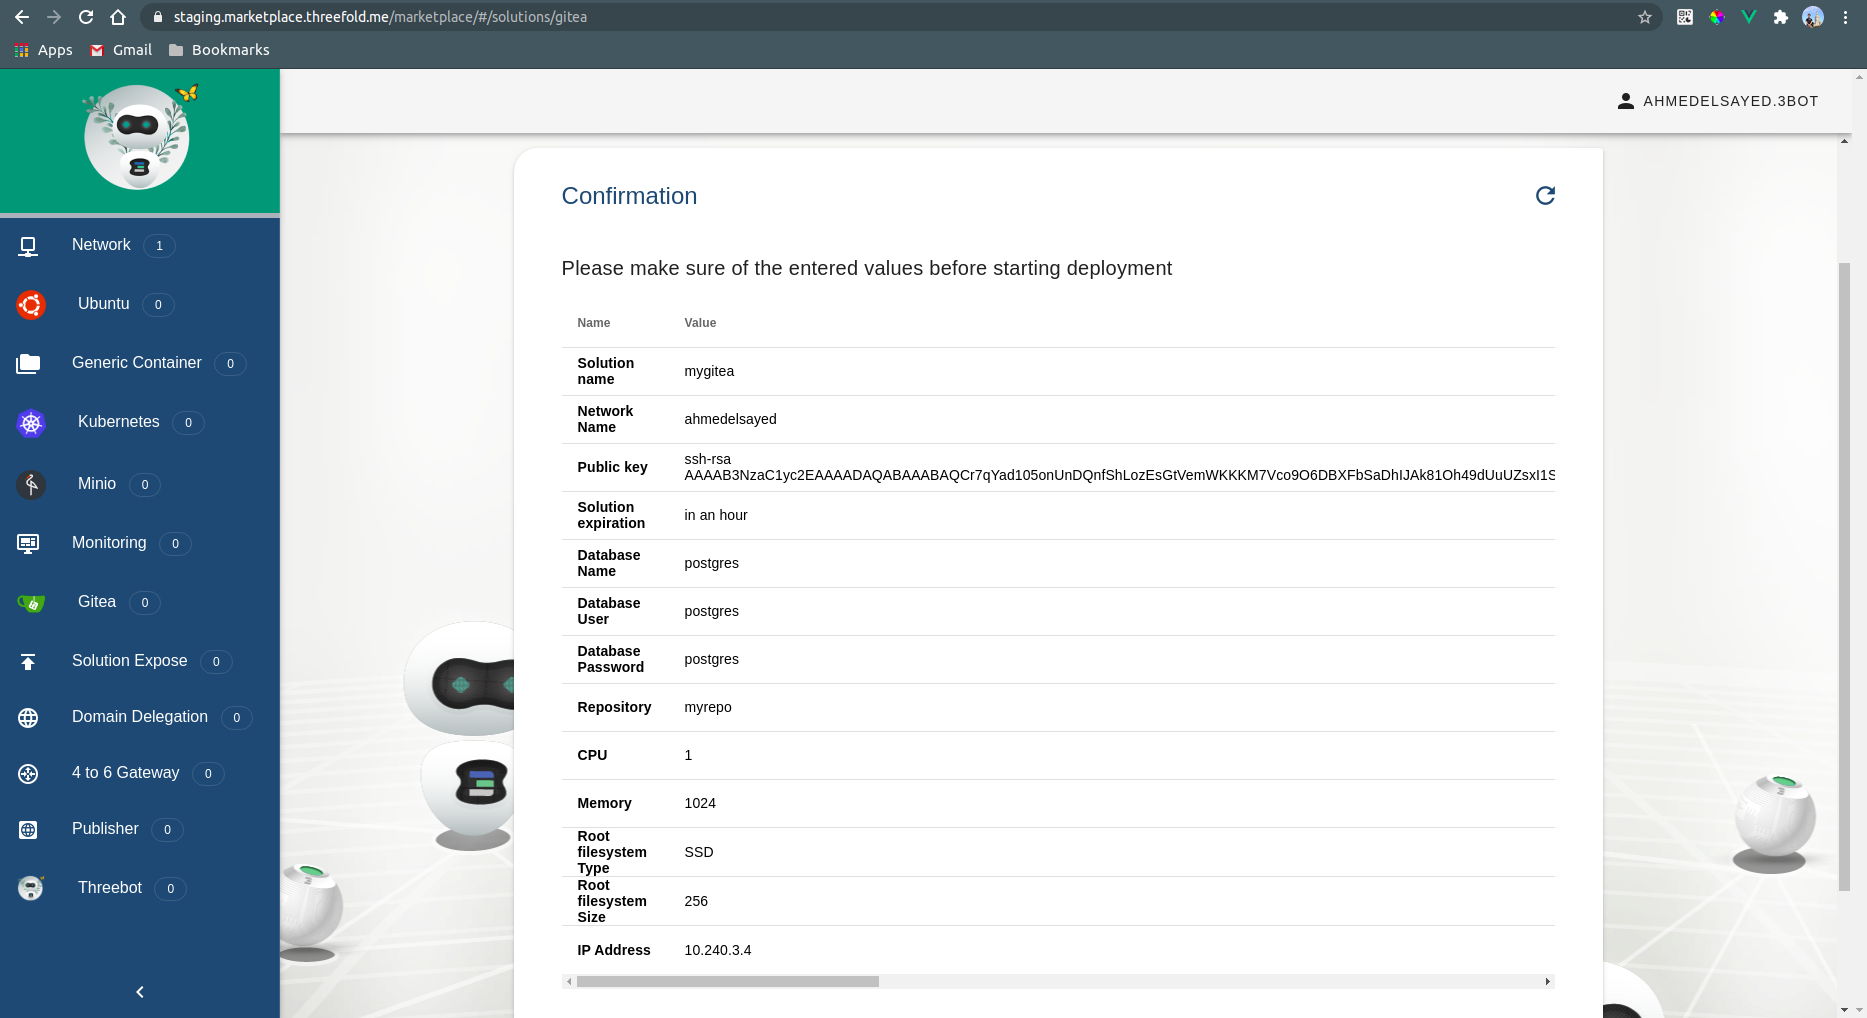 staging.marketplace.threefold.me/marketplace/#/solutions/gitea
Apps
Gmail
Bookmarks
AHMEDELSAYED.3BOT
Network 1
Ubuntu 0
Generic Container 0
Kubernetes 0
Minio 0
Monitoring 0
Gitea 0
Solution Expose 0
Domain Delegation 0
4 to 6 Gateway 0
Publisher 0
Threebot 0
Confirmation
Please make sure of the entered values before starting deployment
Name Value
Solution
name
mygitea
Network
Name
ahmedelsayed
Public key
ssh-rsa
AAAAB3NzaC1yc2EAAAADAQABAAABAQCr7qYad105onUnDQnfShLozEsGtVemWKKKM7Vco9O6DBXFbSaDhIJAk81Oh49dUuUZsxI1S
Solution
expiration
in an hour
Database
Name
postgres
Database
User
postgres
Database
Password
postgres
Repository
myrepo
CPU
1
Memory
1024
Root
filesystem
Type
SSD
Root
filesystem
Size
256
IP Address
10.240.3.4